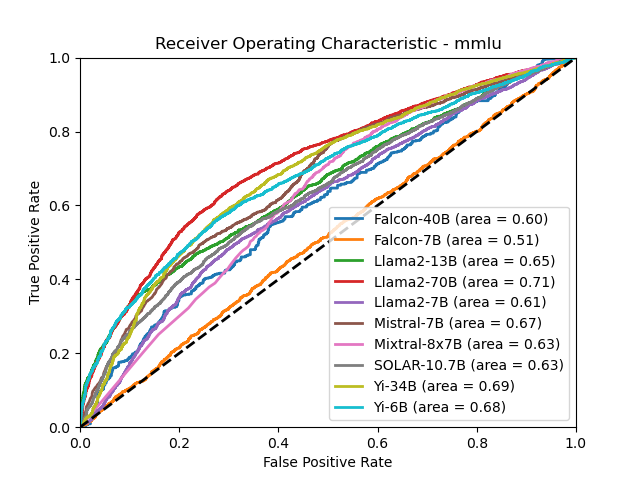 Receiver Operating Characteristic - mmlu
True Positive Rate
1.0
0.8
0.6
0.4
0.2
0.0
Falcon-40B (area = 0.60)
Falcon-7B (area = 0.51)
Llama2-13B (area = 0.65)
Llama2-70B (area = 0.71)
Llama2-7B (area = 0.61)
Mistral-7B (area = 0.67)
Mixtral-8x7B (area = 0.63)
SOLAR-10.7B (area = 0.63)
Yi-34B (area = 0.69)
Yi-6B (area = 0.68)
0.0 0.2 0.4 0.6 0.8 1.0
False Positive Rate